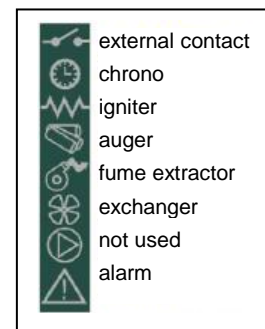 external contact
chrono
igniter
auger
fume extractor
exchanger
not used
alarm